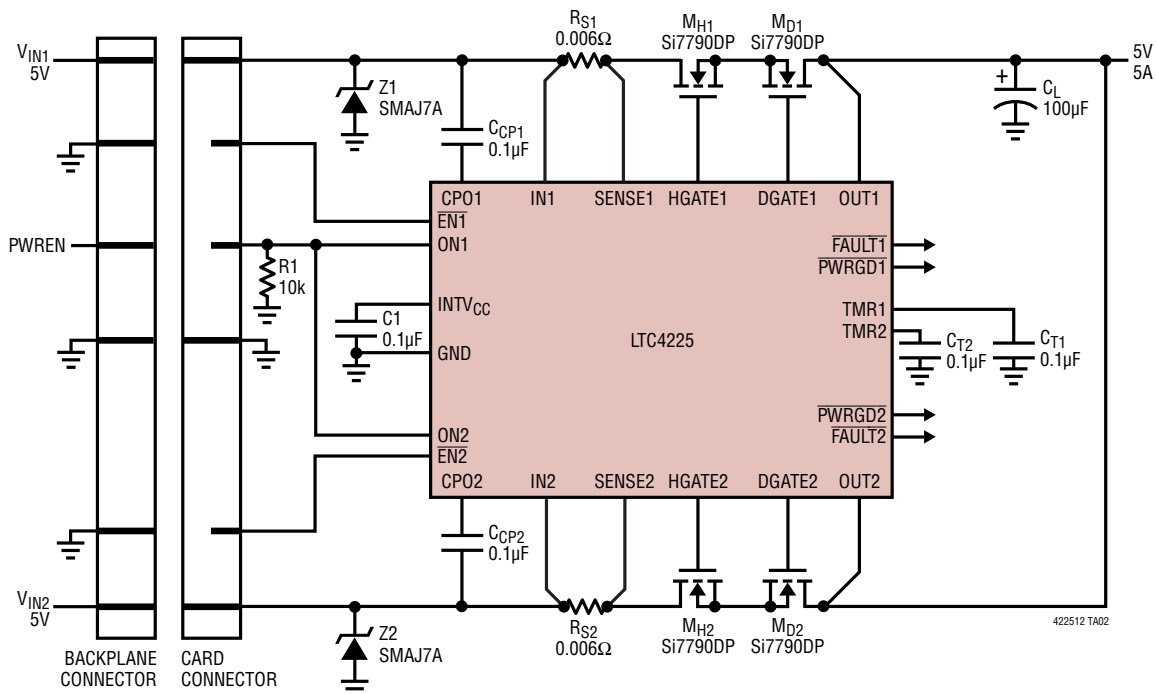 V_IN1
5V
R_S1
0.006Ω
M_H1
Si7790DP
M_D1
Si7790DP
5V
5A
Z1
SMAJ7A
C_CP1
0.1µF
+
C_L
100µF
CPO1
IN1
SENSE1
HGATE1
DGATE1
OUT1
EN1
ON1
PWREN
R1
10k
FAULT1
PWRGD1
INTV_CC
C1
0.1µF
GND
LTC4225
TMR1
TMR2
C_T2
0.1µF
C_T1
0.1µF
PWRGD2
FAULT2
ON2
EN2
CPO2
IN2
SENSE2
HGATE2
DGATE2
OUT2
C_CP2
0.1µF
V_IN2
5V
Z2
SMAJ7A
R_S2
0.006Ω
M_H2
Si7790DP
M_D2
Si7790DP
422512 TA02
BACKPLANE
CONNECTOR
CARD
CONNECTOR